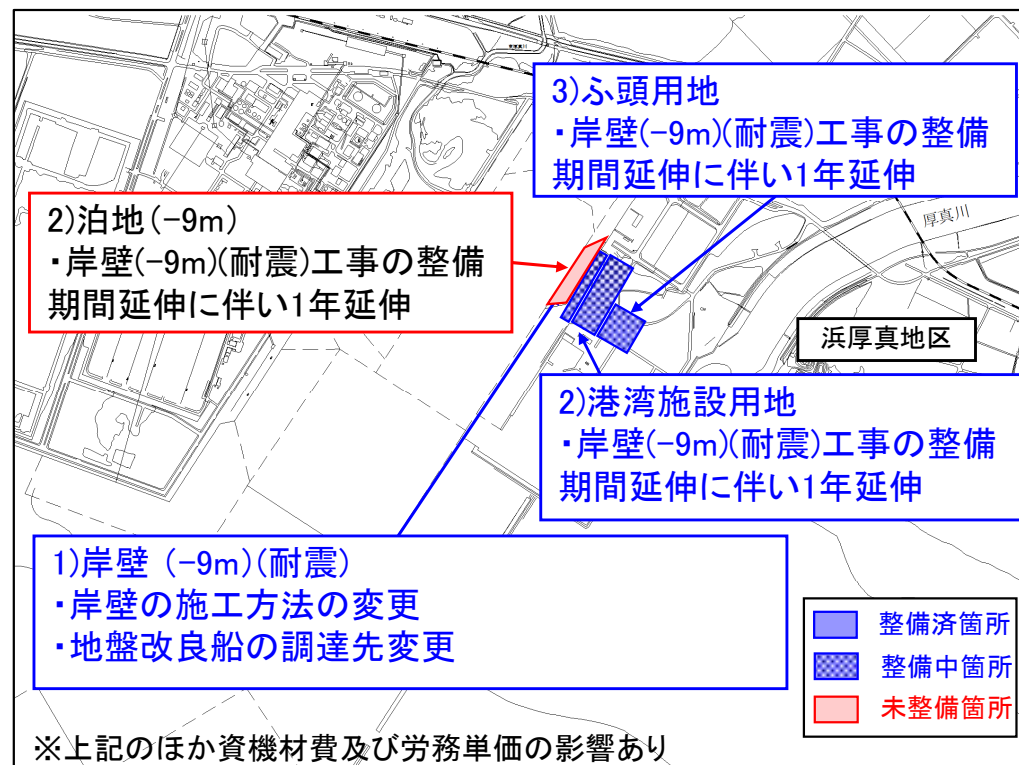 3)ふ頭用地
・岸壁(-9m)(耐震)工事の整備
期間延伸に伴い1年延伸
2)泊地(-9m)
・岸壁(-9m)(耐震)工事の整備
期間延伸に伴い1年延伸
厚真川
浜厚真地区
2)港湾施設用地
・岸壁(-9m)(耐震)工事の整備
期間延伸に伴い1年延伸
1)岸壁 (-9m)(耐震)
・岸壁の施工方法の変更
・地盤改良船の調達先変更
整備済箇所
整備中箇所
未整備箇所
※上記のほか資機材費及び労務単価の影響あり